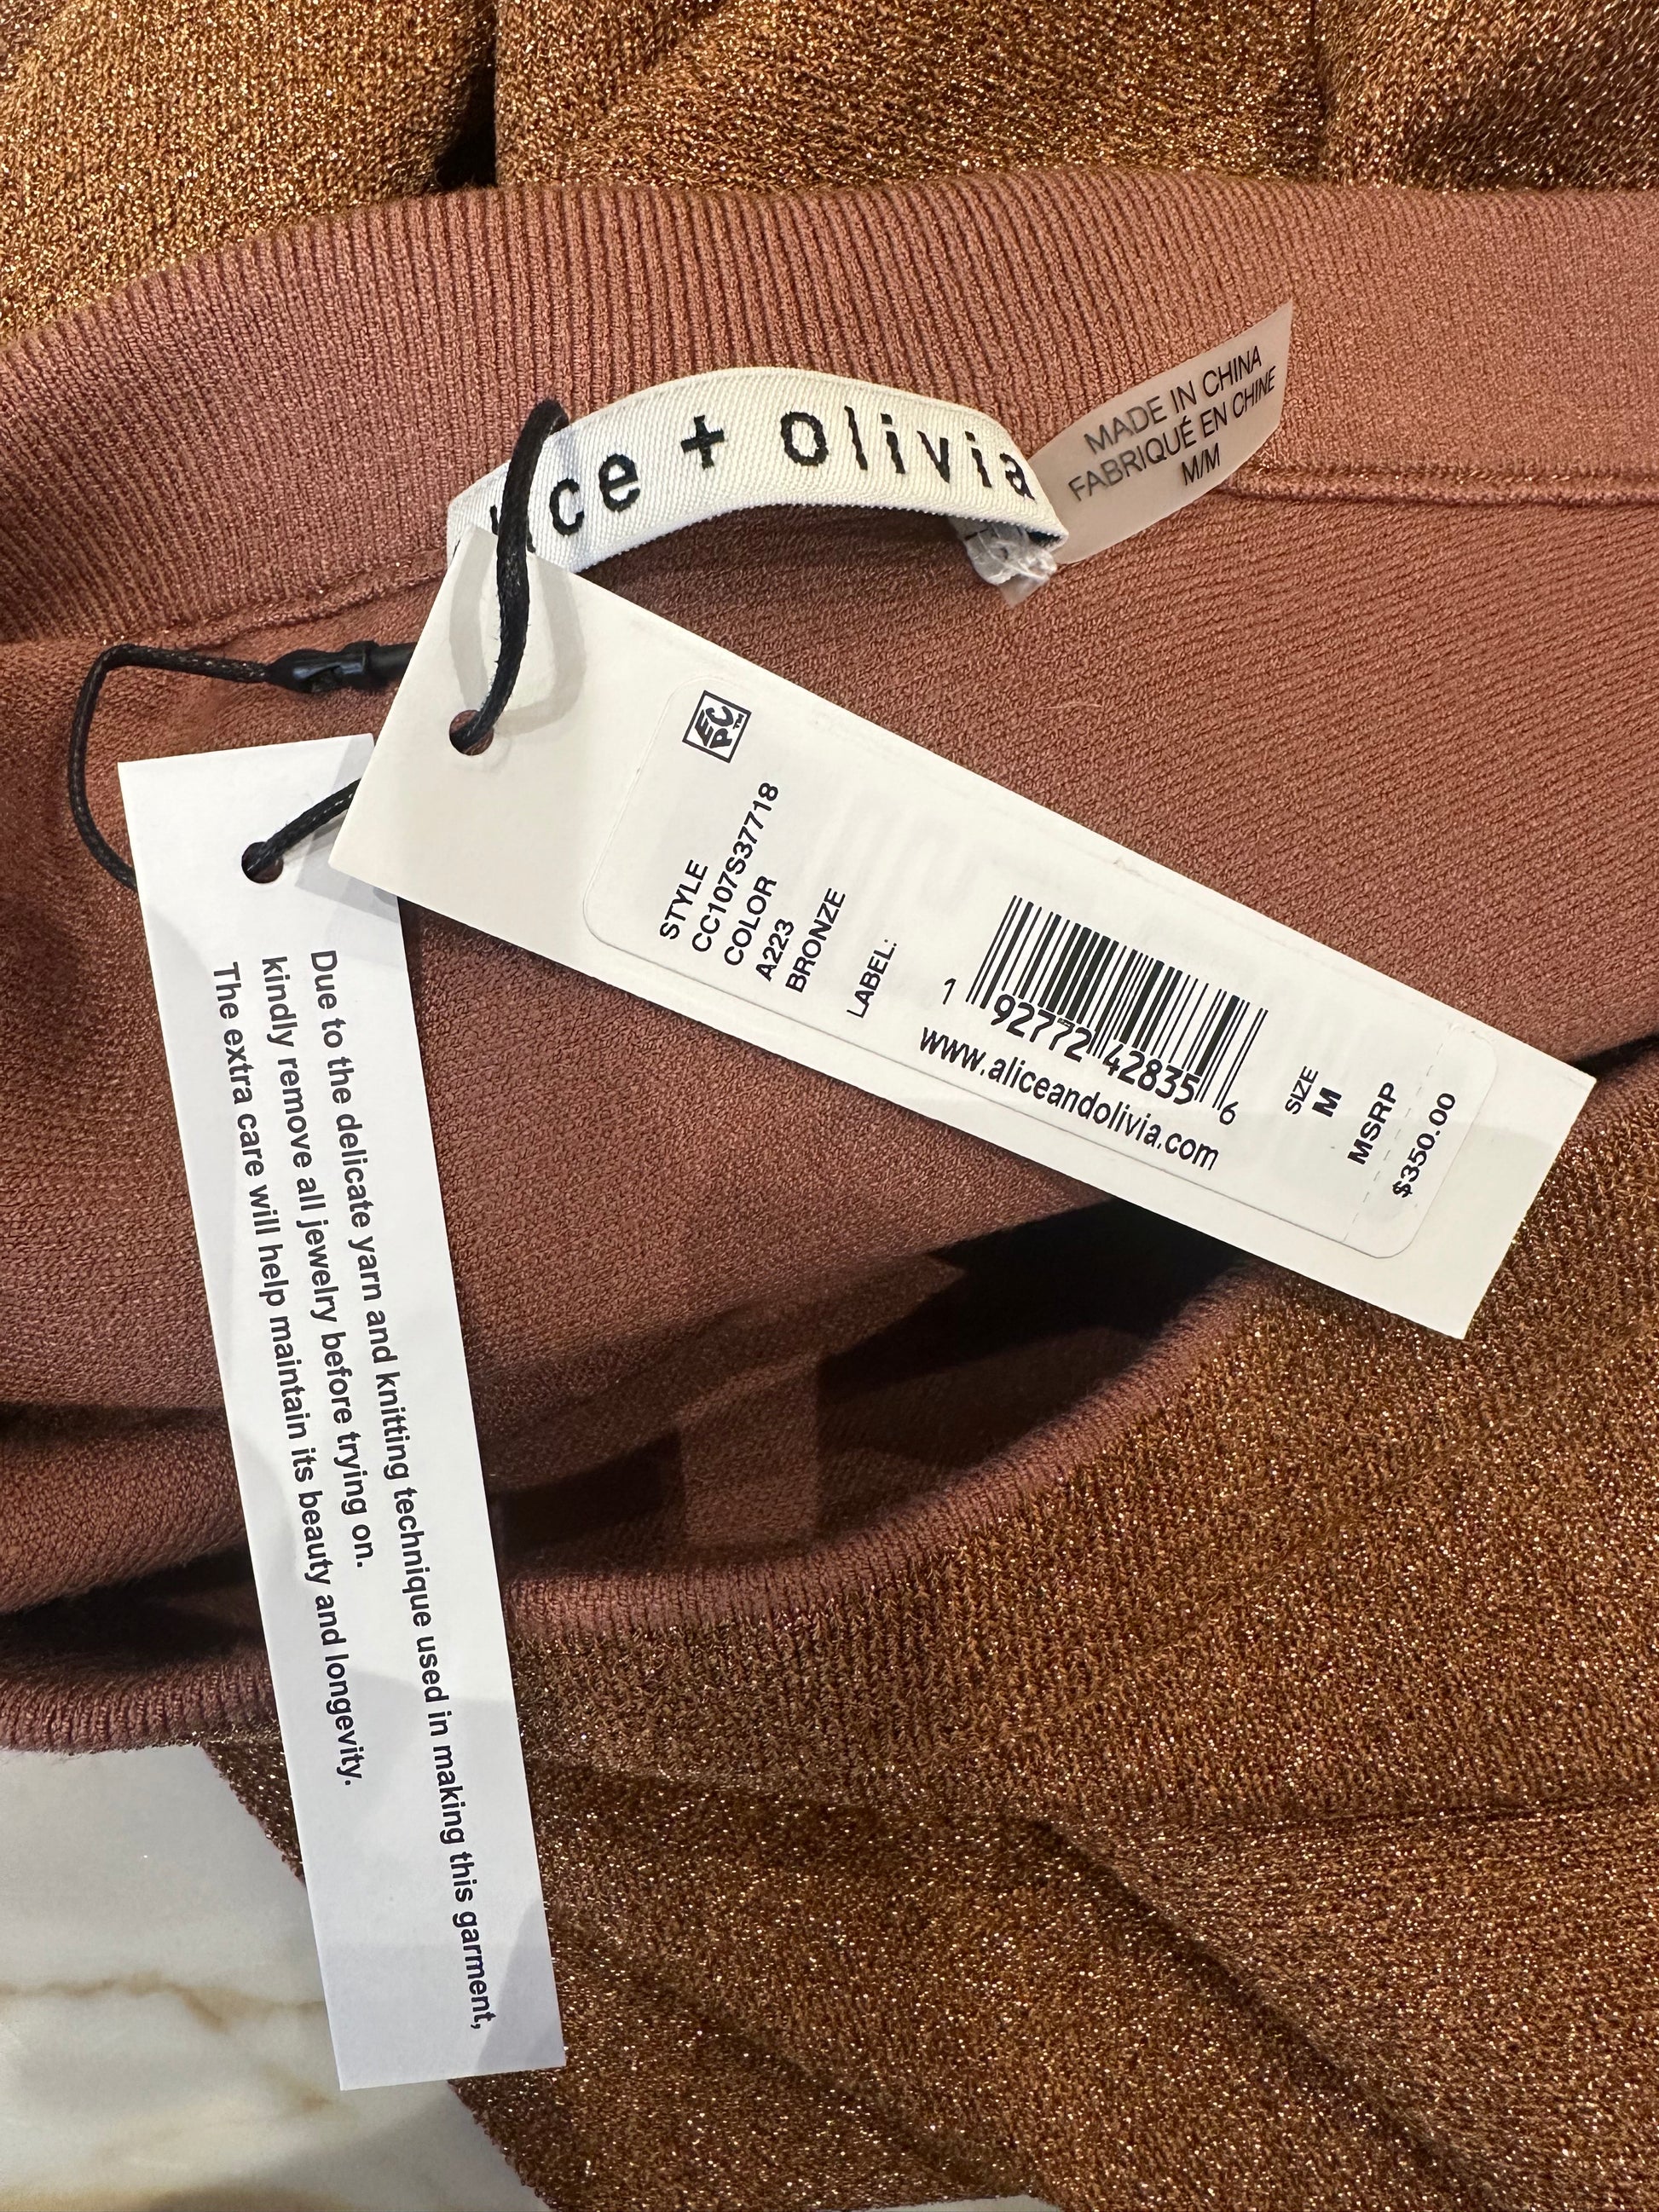 ce + olivia
MADE IN CHINA
FABRIQUÉ EN CHINE
M/M
EPC™
STYLE
CC107S37718
COLOR
A223
BRONZE
LABEL:
1 92772 42835 6
www.aliceandolivia.com
SIZE
M
MSRP
$350.00
Due to the delicate yarn and knitting technique used in making this garment,
kindly remove all jewelry before trying on.
The extra care will help maintain its beauty and longevity.